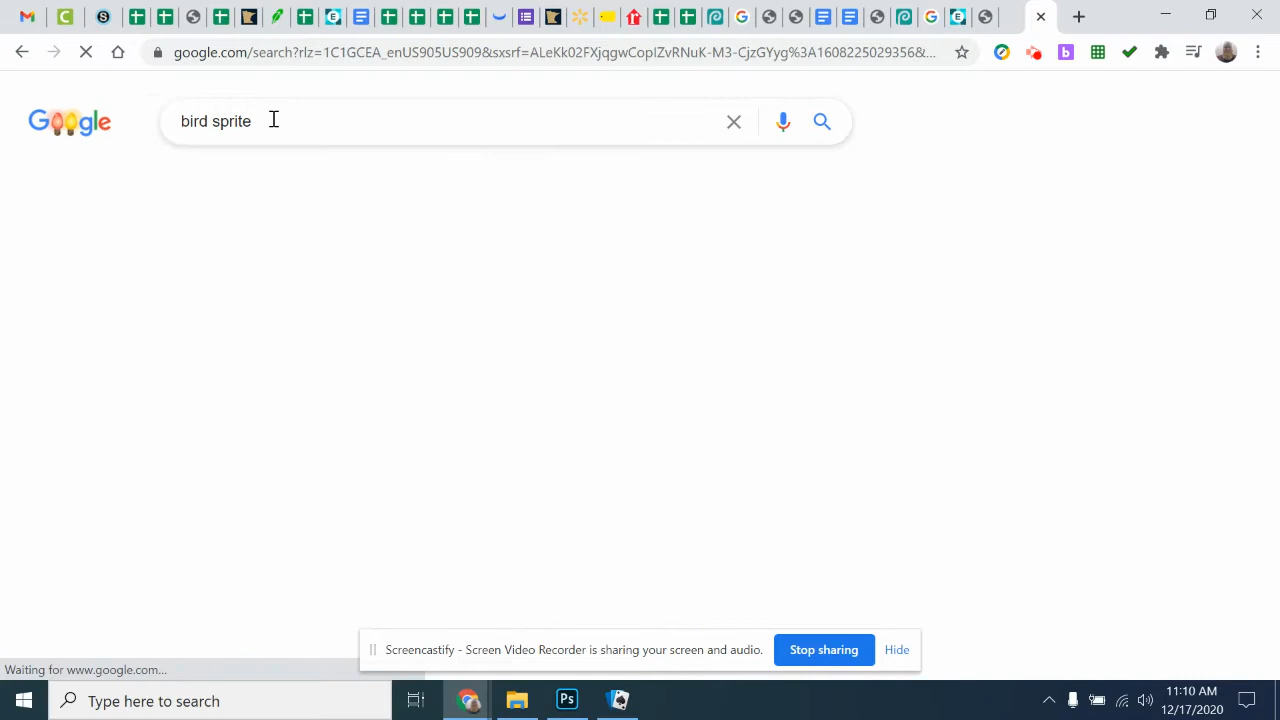 google.com/search?rlz=1C1GCEA_enUS905US909&sxsrf=ALeKk02FXjqgwCopIZvRNuK-M3-CjzGYyg%3A1608225029356&...
Google
bird sprite
Screencastify - Screen Video Recorder is sharing your screen and audio.
Stop sharing
Hide
Waiting for www.google.com...
Type here to search
Ps
11:10 AM
12/17/2020